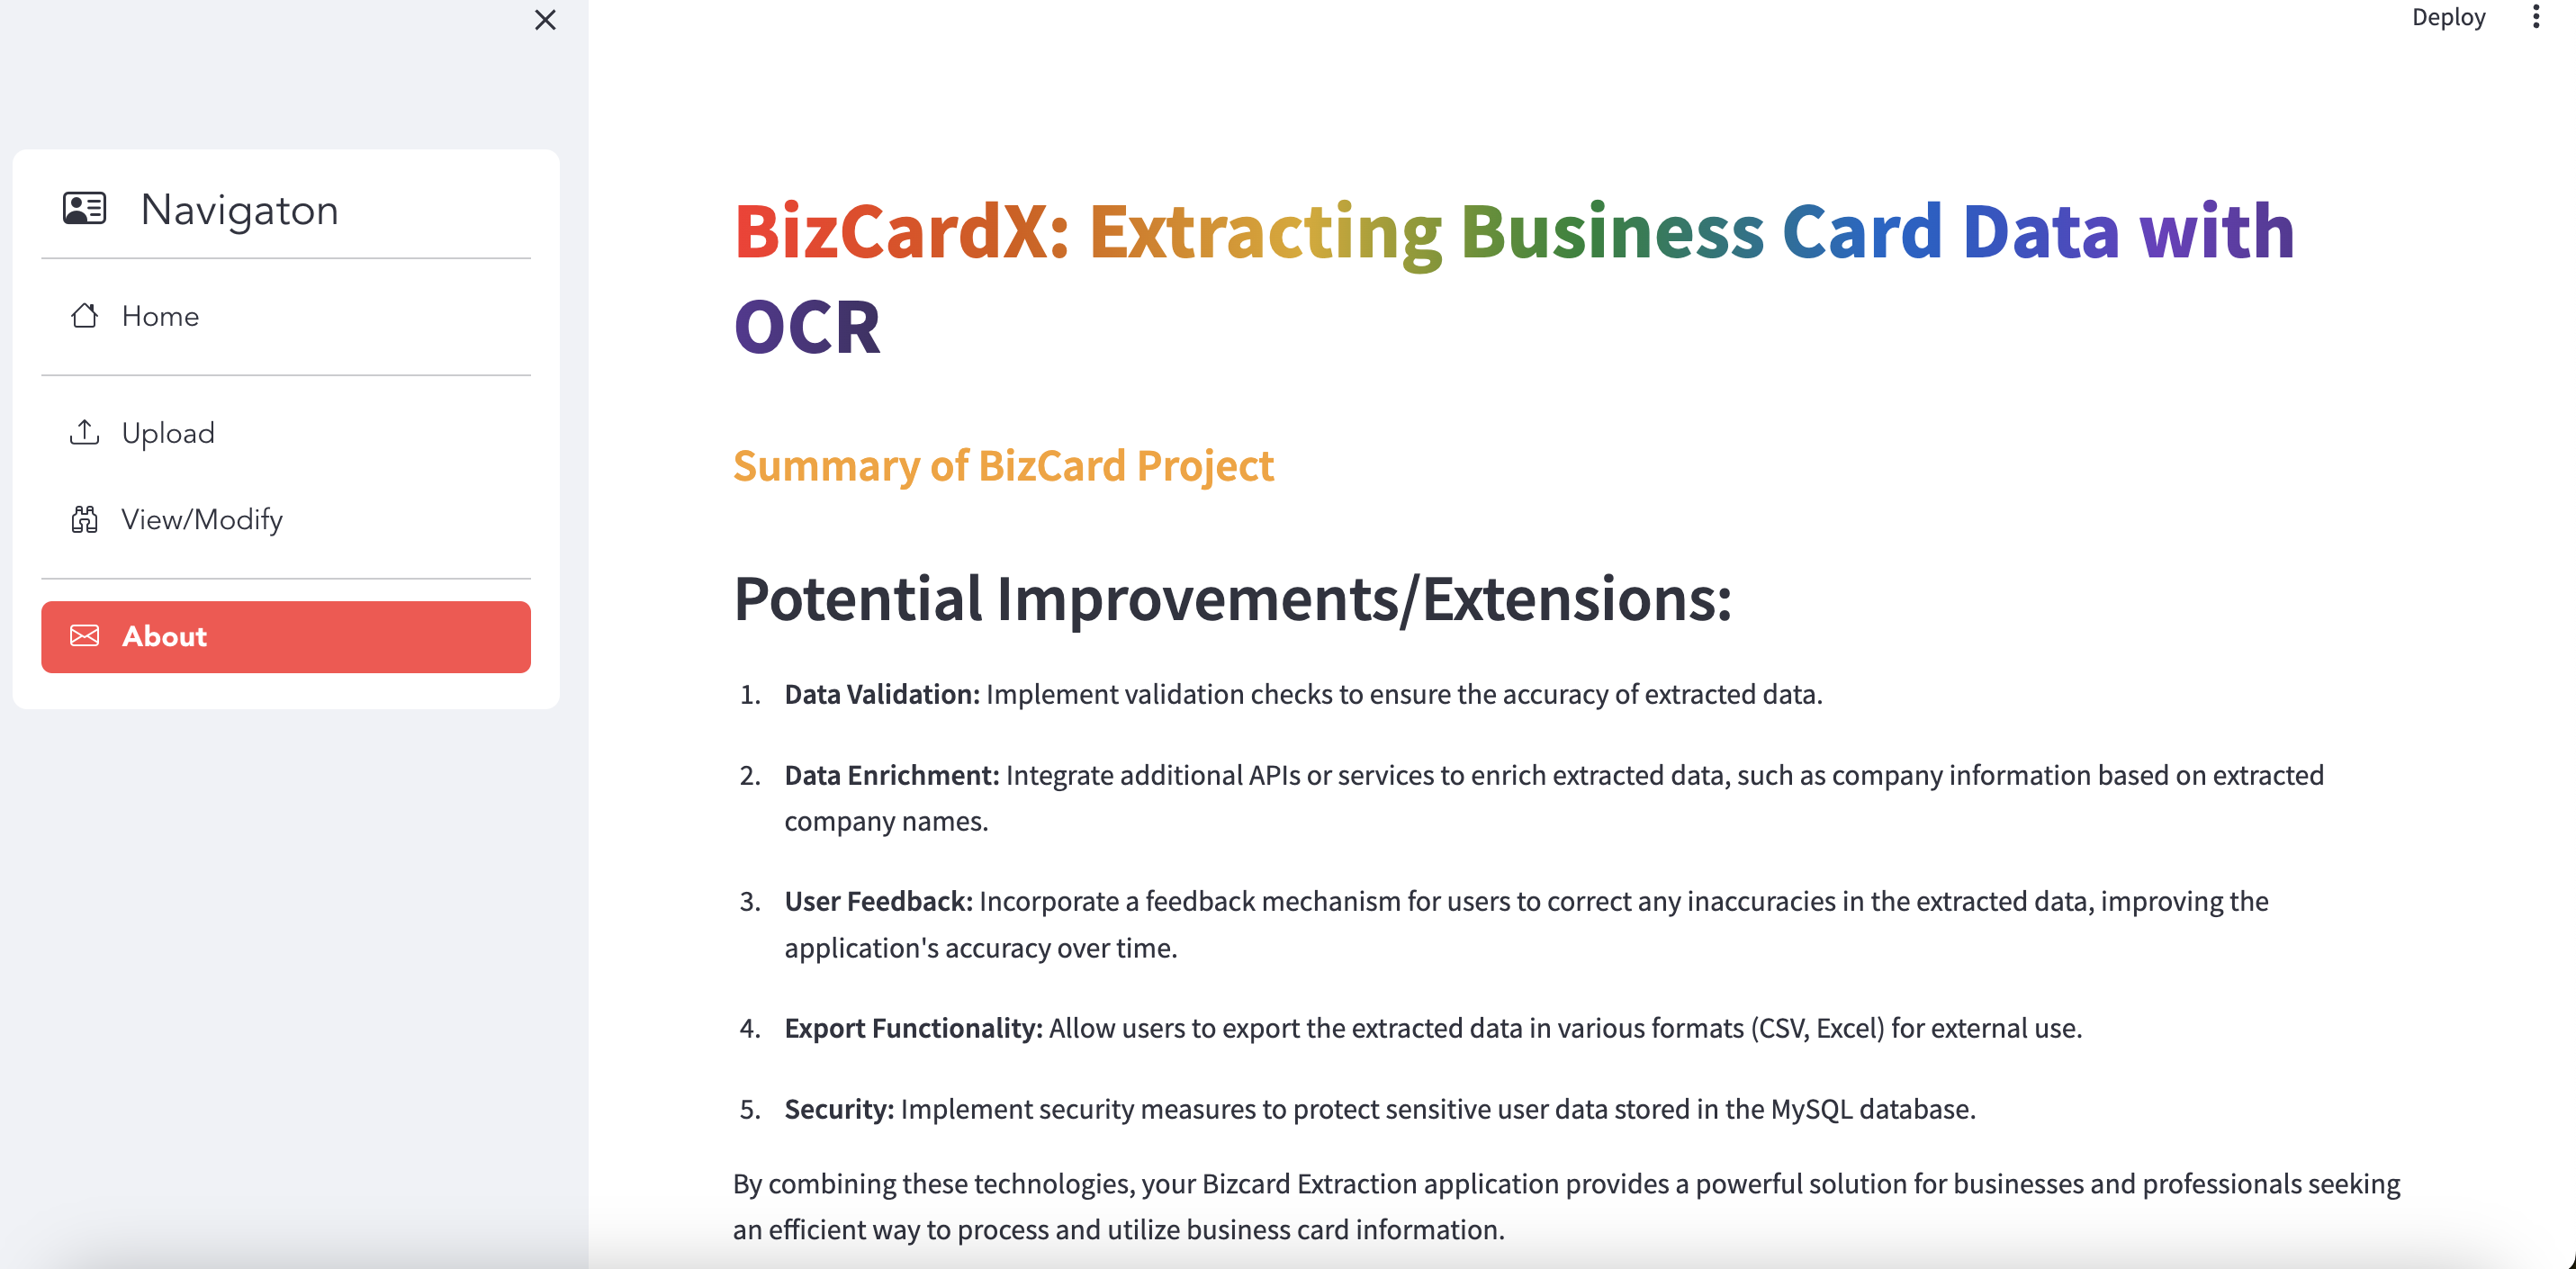 Deploy
Navigaton
Home
Upload
View/Modify
About
BizCardX: Extracting Business Card Data with
OCR
Summary of BizCard Project
Potential Improvements/Extensions:
1. Data Validation: Implement validation checks to ensure the accuracy of extracted data.
2. Data Enrichment: Integrate additional APIs or services to enrich extracted data, such as company information based on extracted
company names.
3. User Feedback: Incorporate a feedback mechanism for users to correct any inaccuracies in the extracted data, improving the
application's accuracy over time.
4. Export Functionality: Allow users to export the extracted data in various formats (CSV, Excel) for external use.
5. Security: Implement security measures to protect sensitive user data stored in the MySQL database.
By combining these technologies, your Bizcard Extraction application provides a powerful solution for businesses and professionals seeking
an efficient way to process and utilize business card information.